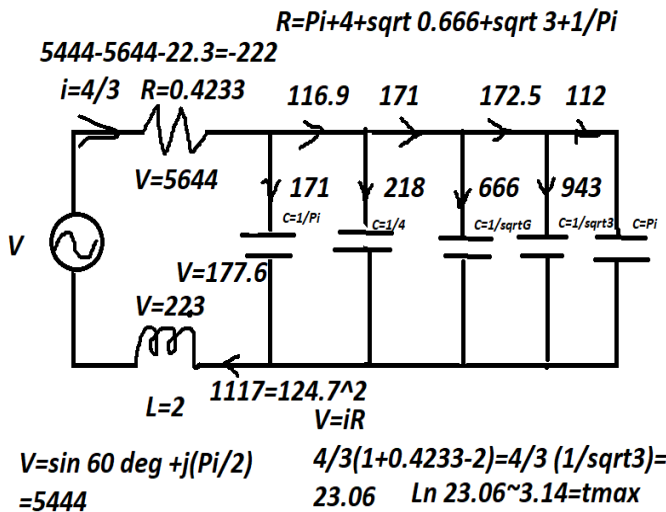 R=Pi+4+sqrt 0.666+sqrt 3+1/Pi
5444-5644-22.3=-222
i=4/3 R=0.4233
116.9 171 172.5 112
V=5644
171 218 666 943
C=1/Pi C=1/4 C=1/sqrtG C=1/sqrt3 C=Pi
V
V=177.6
V=223
1117=124.7^2
L=2
V=iR
V=sin 60 deg +j(Pi/2)
=5444
4/3(1+0.4233-2)=4/3 (1/sqrt3)=
23.06 Ln 23.06~3.14=tmax